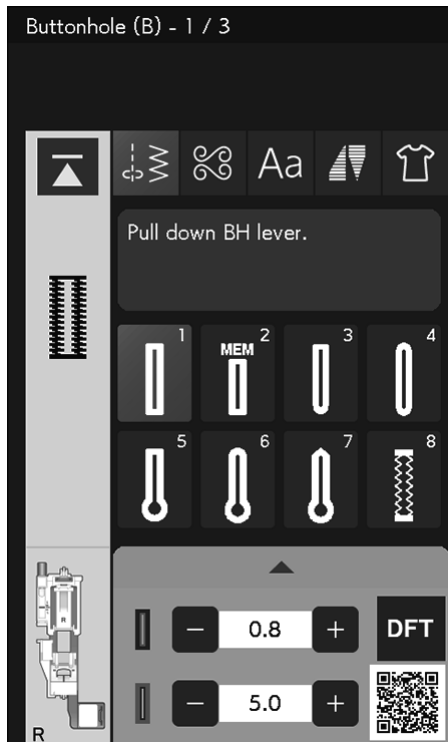 Buttonhole (B) - 1 / 3
Aa
Pull down BH lever.
1
MEM 2
3
4
5
6
7
8
R
− 0.8 + DFT
− 5.0 +
R